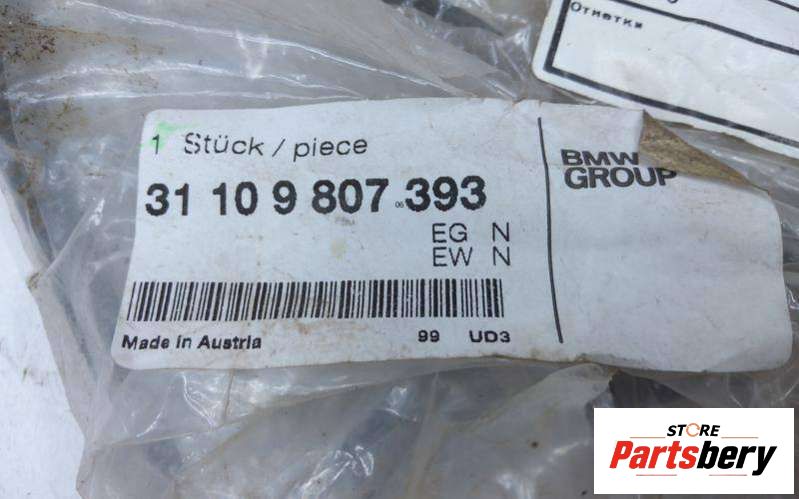 Отметки
1 Stück / piece
31 10 9 807 06 393
EG N
EW N
BMW
GROUP
Made in Austria 99 UD3
STORE
Partsbery